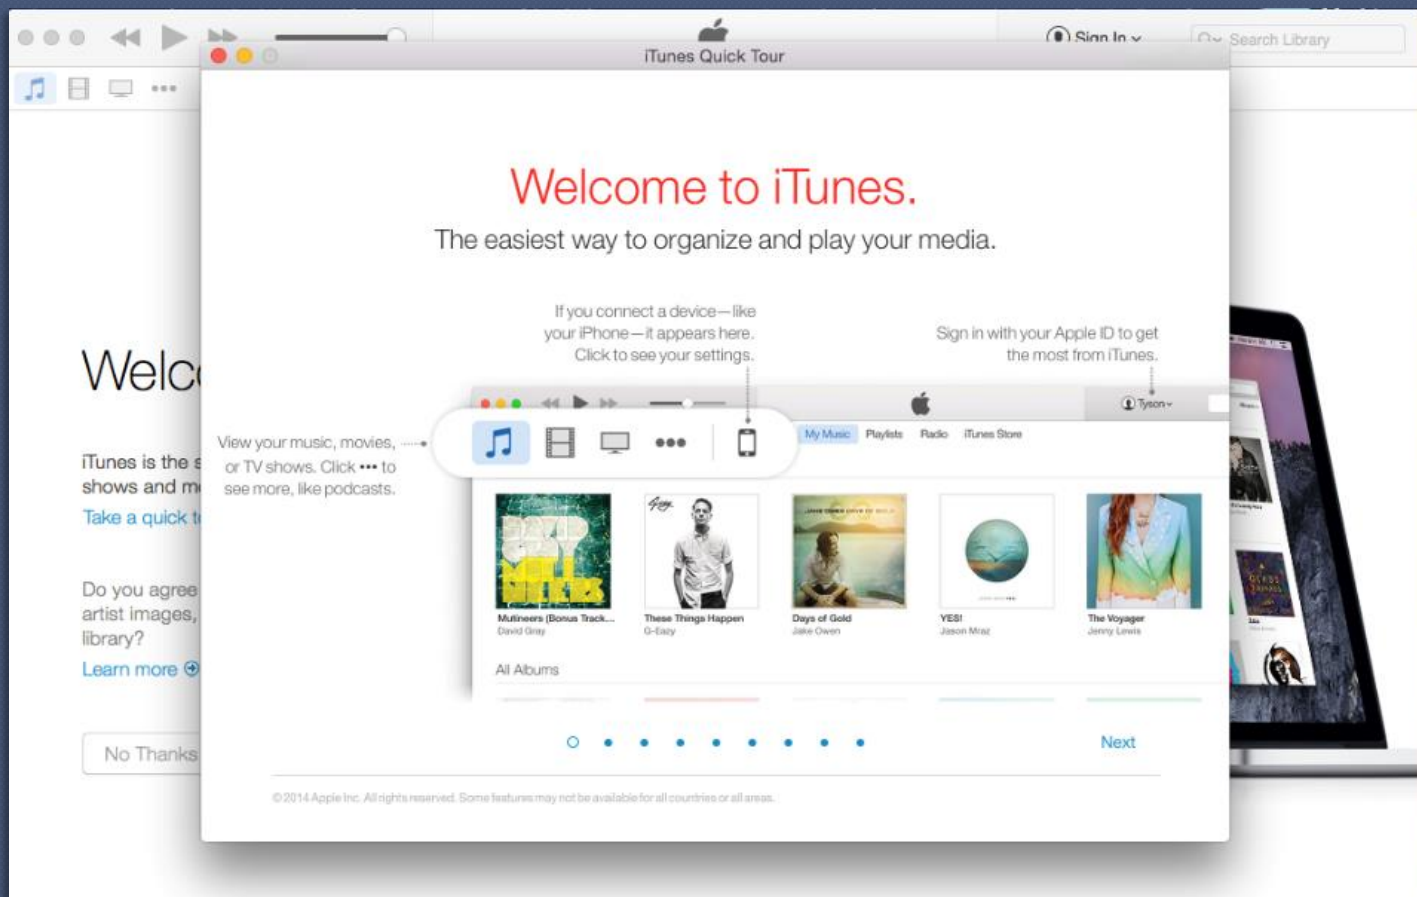 Sign In
Search Library
iTunes Quick Tour
Welcome to iTunes.
The easiest way to organize and play your media.
If you connect a device—like
your iPhone—it appears here.
Click to see your settings.
Sign in with your Apple ID to get
the most from iTunes.
Tyson
View your music, movies,
or TV shows. Click ••• to
see more, like podcasts.
My Music Playlists Radio iTunes Store
Mutineers (Bonus Track...
David Gray
These Things Happen
G-Eazy
Days of Gold
Jake Owen
YES!
Jason Mraz
The Voyager
Jenny Lewis
All Albums
Next
© 2014 Apple Inc. All rights reserved. Some features may not be available for all countries or all areas.
Welc
iTunes is the s
shows and m
Take a quick t
Do you agree
artist images,
library?
Learn more
No Thanks